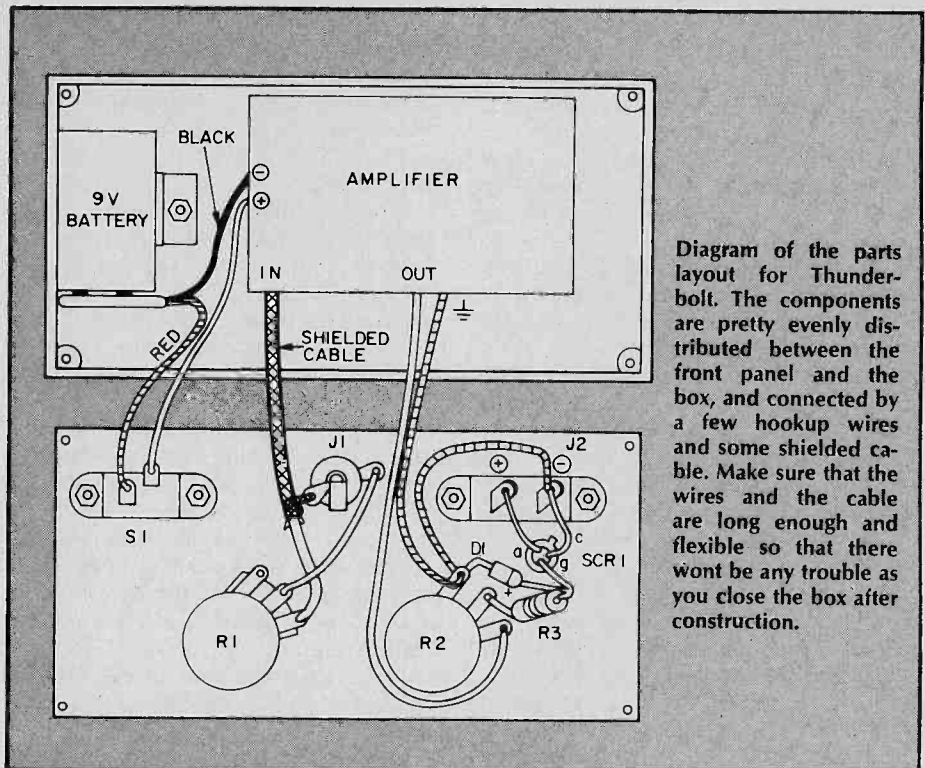 BLACK
9V
BATTERY
−
+
AMPLIFIER
IN
OUT
RED
SHIELDED
CABLE
J1
J2
+
−
S1
a
c
g
SCR1
D1
+
R1
R2
R3
Diagram of the parts
layout for Thunder-
bolt. The components
are pretty evenly dis-
tributed between the
front panel and the
box, and connected by
a few hookup wires
and some shielded ca-
ble. Make sure that the
wires and the cable
are long enough and
flexible so that there
wont be any trouble as
you close the box after
construction.